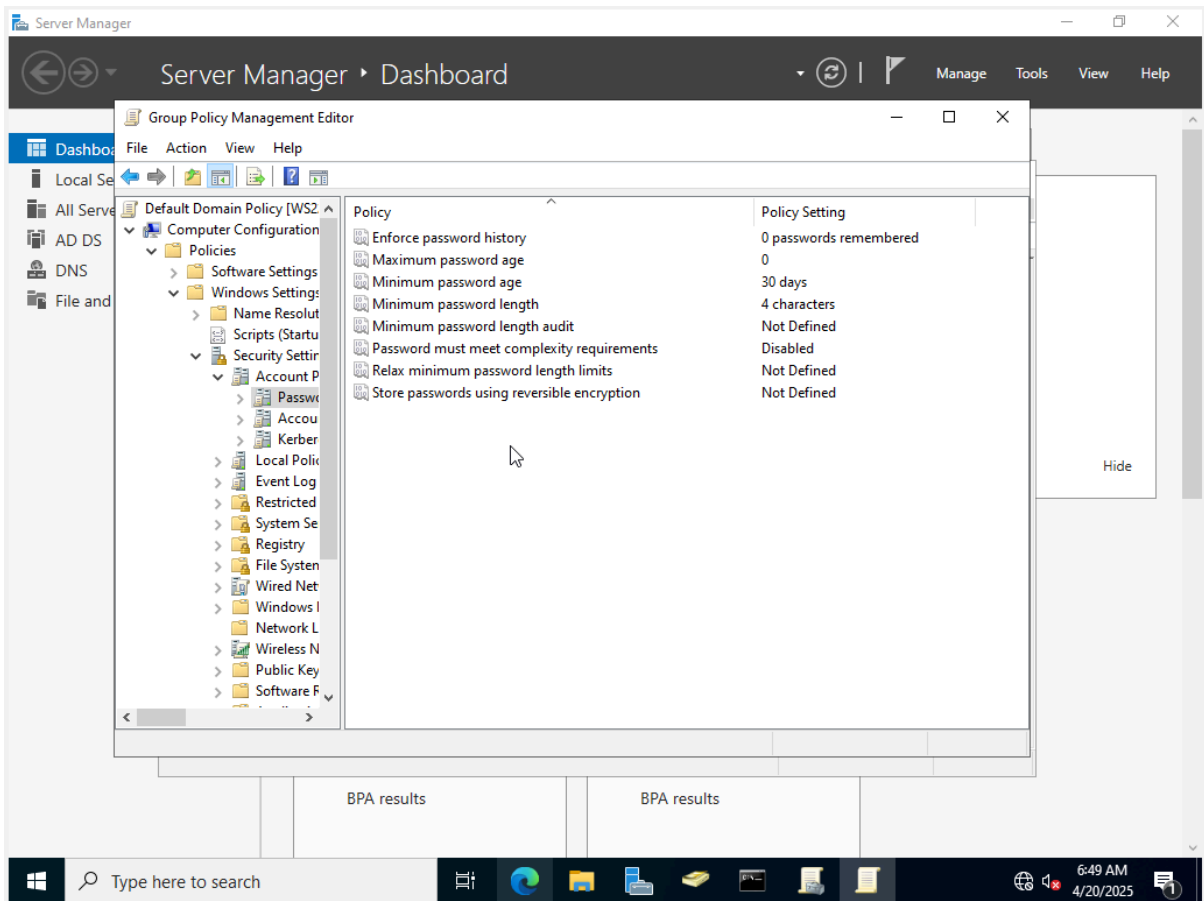 Server Manager
Server Manager • Dashboard
Manage Tools View Help
Group Policy Management Editor
File Action View Help
Dashboa
Local Se
All Serve
AD DS
DNS
File and
Default Domain Policy [WS2
Computer Configuration
Policies
Software Settings
Windows Settings
Name Resolut
Scripts (Startu
Security Settin
Account P
Passwo
Accou
Kerber
Local Polic
Event Log
Restricted
System Se
Registry
File System
Wired Net
Windows
Network L
Wireless N
Public Key
Software R
Policy Policy Setting
Enforce password history 0 passwords remembered
Maximum password age 0
Minimum password age 30 days
Minimum password length 4 characters
Minimum password length audit Not Defined
Password must meet complexity requirements Disabled
Relax minimum password length limits Not Defined
Store passwords using reversible encryption Not Defined
Hide
BPA results BPA results
Type here to search
6:49 AM
4/20/2025
1